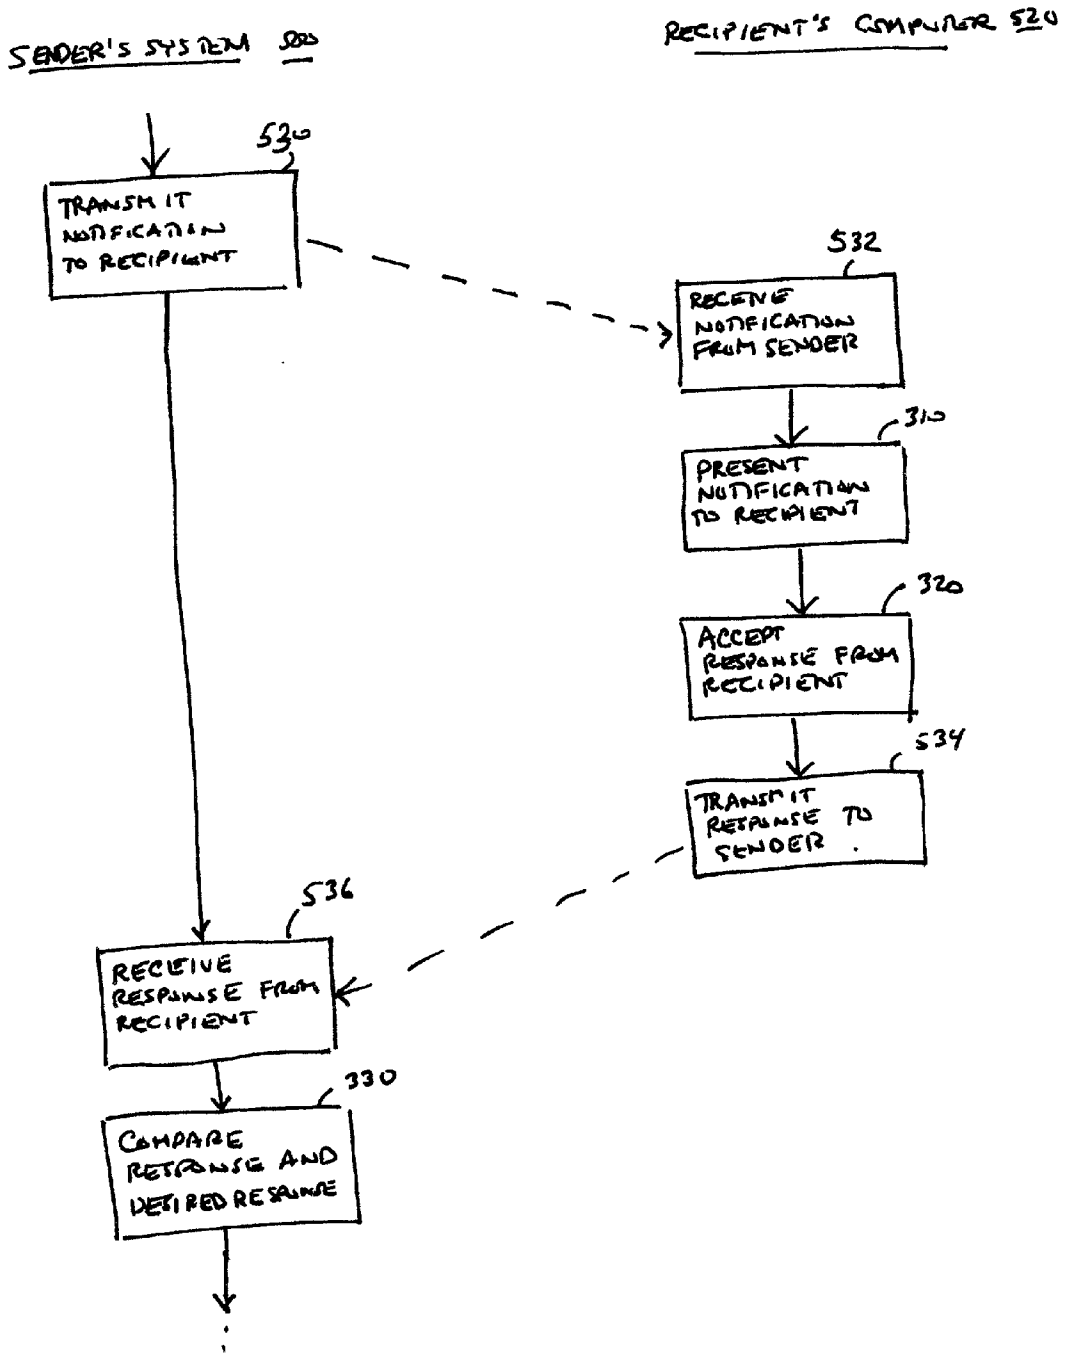 SENDER'S SYSTEM 500
RECIPIENT'S COMPUTER 520
530
TRANSMIT
NOTIFICATION
TO RECIPIENT
532
RECEIVE
NOTIFICATION
FROM SENDER
310
PRESENT
NOTIFICATION
TO RECIPIENT
320
ACCEPT
RESPONSE FROM
RECIPIENT
534
TRANSMIT
RESPONSE TO
SENDER
536
RECEIVE
RESPONSE FROM
RECIPIENT
330
COMPARE
RESPONSE AND
DESIRED RESPONSE